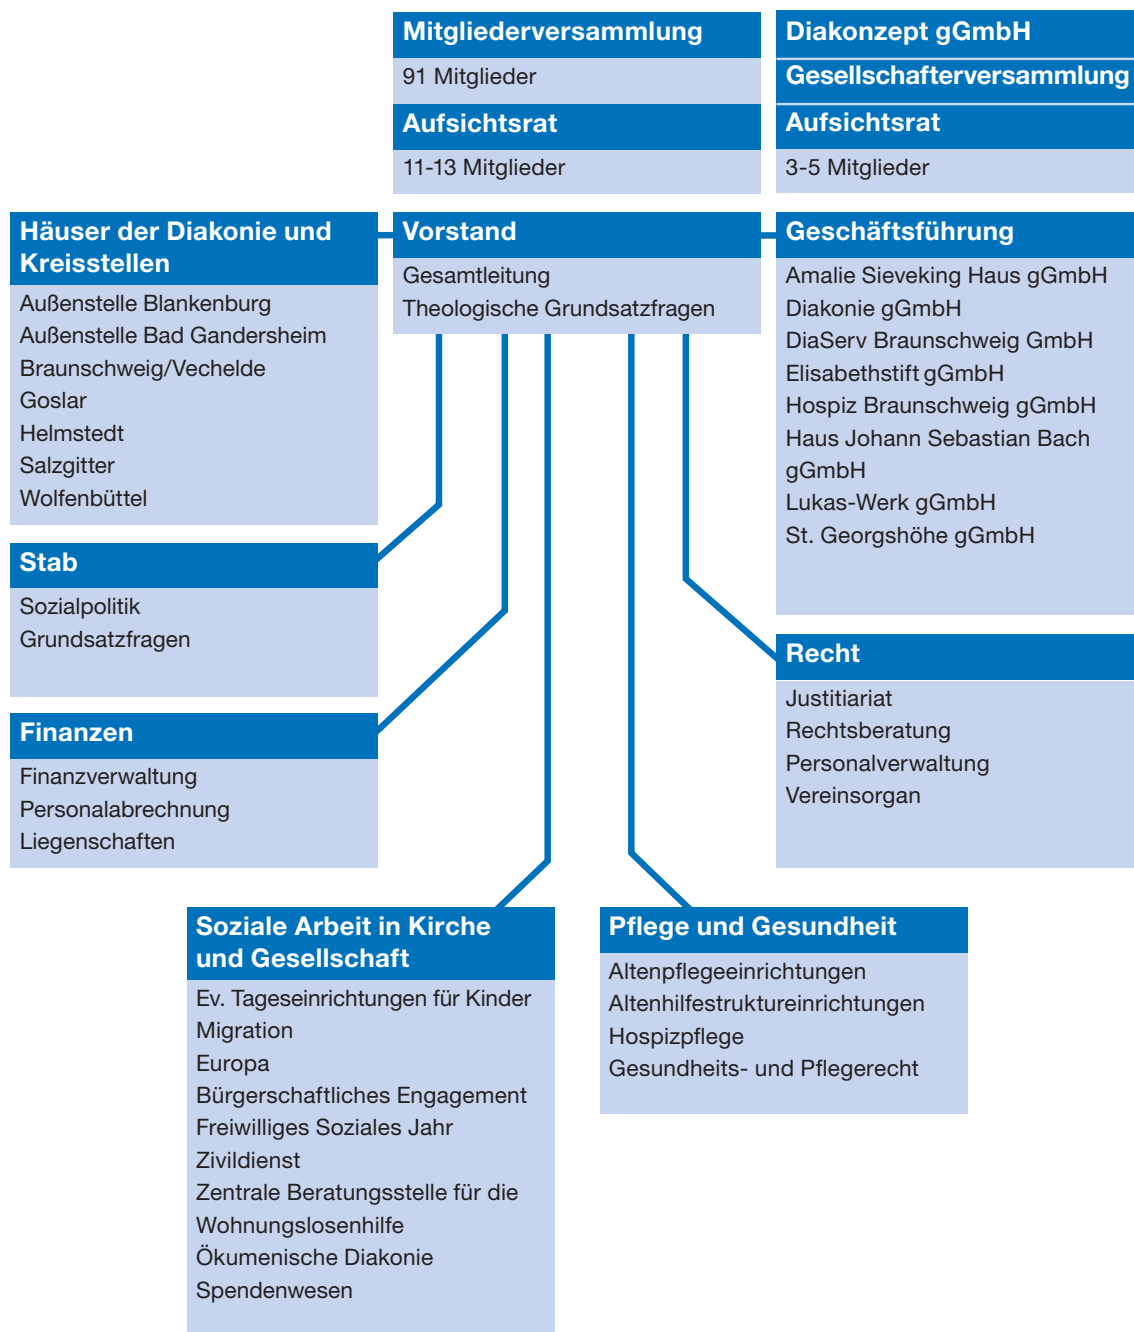 Mitgliederversammlung
91 Mitglieder
Aufsichtsrat
11-13 Mitglieder
Diakonzept gGmbH
Gesellschafterversammlung
Aufsichtsrat
3-5 Mitglieder
Häuser der Diakonie und
Kreisstellen
Außenstelle Blankenburg
Außenstelle Bad Gandersheim
Braunschweig/Vechelde
Goslar
Helmstedt
Salzgitter
Wolfenbüttel
Vorstand
Gesamtleitung
Theologische Grundsatzfragen
Geschäftsführung
Amalie Sieveking Haus gGmbH
Diakonie gGmbH
DiaServ Braunschweig GmbH
Elisabethstift gGmbH
Hospiz Braunschweig gGmbH
Haus Johann Sebastian Bach
gGmbH
Lukas-Werk gGmbH
St. Georgshöhe gGmbH
Stab
Sozialpolitik
Grundsatzfragen
Recht
Justitiariat
Rechtsberatung
Personalverwaltung
Vereinsorgan
Finanzen
Finanzverwaltung
Personalabrechnung
Liegenschaften
Soziale Arbeit in Kirche
und Gesellschaft
Ev. Tageseinrichtungen für Kinder
Migration
Europa
Bürgerschaftliches Engagement
Freiwilliges Soziales Jahr
Zivildienst
Zentrale Beratungsstelle für die
Wohnungslosenhilfe
Ökumenische Diakonie
Spendenwesen
Pflege und Gesundheit
Altenpflegeeinrichtungen
Altenhilfestruktureinrichtungen
Hospizpflege
Gesundheits- und Pflegerecht